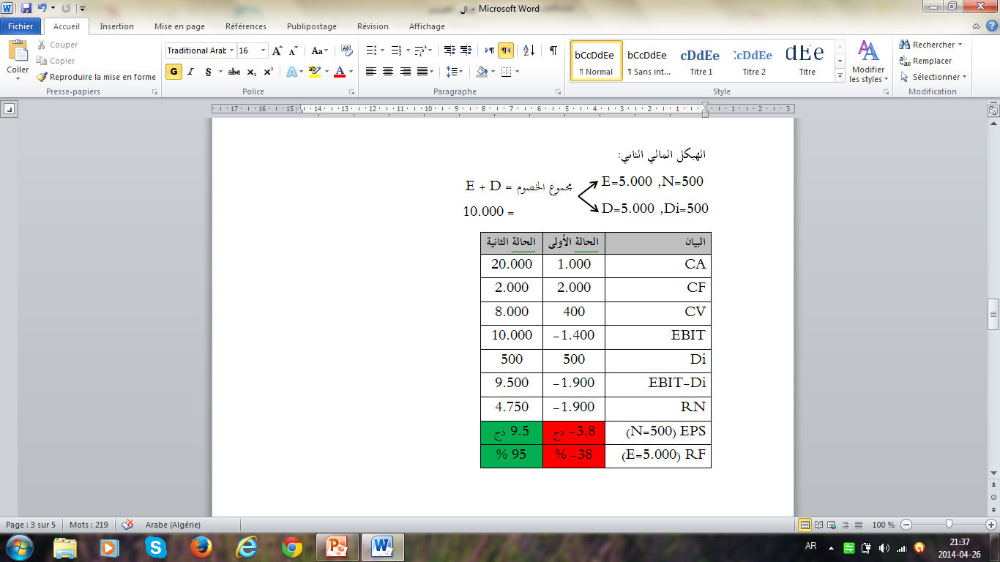 ال - Microsoft Word
Fichier Accueil Insertion Mise en page Références Publipostage Révision Affichage
Coller
Couper
Copier
Reproduire la mise en forme
Presse-papiers
Traditional Arab 16
G I S abc x₂ x²
Police
Paragraphe
bCcDdEe bCcDdEe cDdEe CcDdEe dEe
¶ Normal ¶ Sans int... Titre 1 Titre 2 Titre
Modifier les styles
Style
Rechercher
Remplacer
Sélectionner
Modification
17 16 15 14 13 12 11 10 9 8 7 6 5 4 3 2 1 1 2 3
الهيكل المالي الثاني:
E=5.000 ,N=500
D=5.000 ,Di=500
مجموع الخصوم = E + D
= 10.000
البيان الحالة الأولى الحالة الثانية
CA 1.000 20.000
CF 2.000 2.000
CV 400 8.000
EBIT -1.400 10.000
Di 500 500
EBIT-Di -1.900 9.500
RN -1.900 4.750
EPS (N=500) -3.8 دج 9.5 دج
RF (E=5.000) -38 % 95 %
Page : 3 sur 5 Mots : 219 Arabe (Algérie) 100 %
AR 21:37
2014-04-26